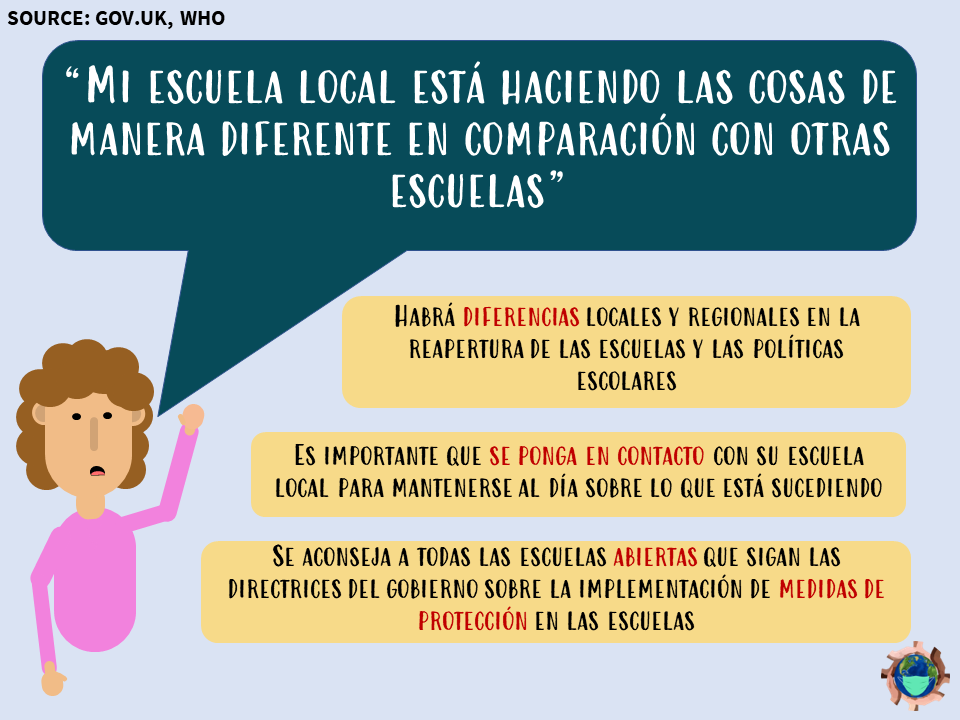 SOURCE: GOV.UK, WHO
“MI ESCUELA LOCAL ESTÁ HACIENDO LAS COSAS DE
MANERA DIFERENTE EN COMPARACIÓN CON OTRAS
ESCUELAS”
HABRÁ DIFERENCIAS LOCALES Y REGIONALES EN LA
REAPERTURA DE LAS ESCUELAS Y LAS POLÍTICAS
ESCOLARES
ES IMPORTANTE QUE SE PONGA EN CONTACTO CON SU ESCUELA
LOCAL PARA MANTENERSE AL DÍA SOBRE LO QUE ESTÁ SUCEDIENDO
SE ACONSEJA A TODAS LAS ESCUELAS ABIERTAS QUE SIGAN LAS
DIRECTRICES DEL GOBIERNO SOBRE LA IMPLEMENTACIÓN DE MEDIDAS DE
PROTECCIÓN EN LAS ESCUELAS